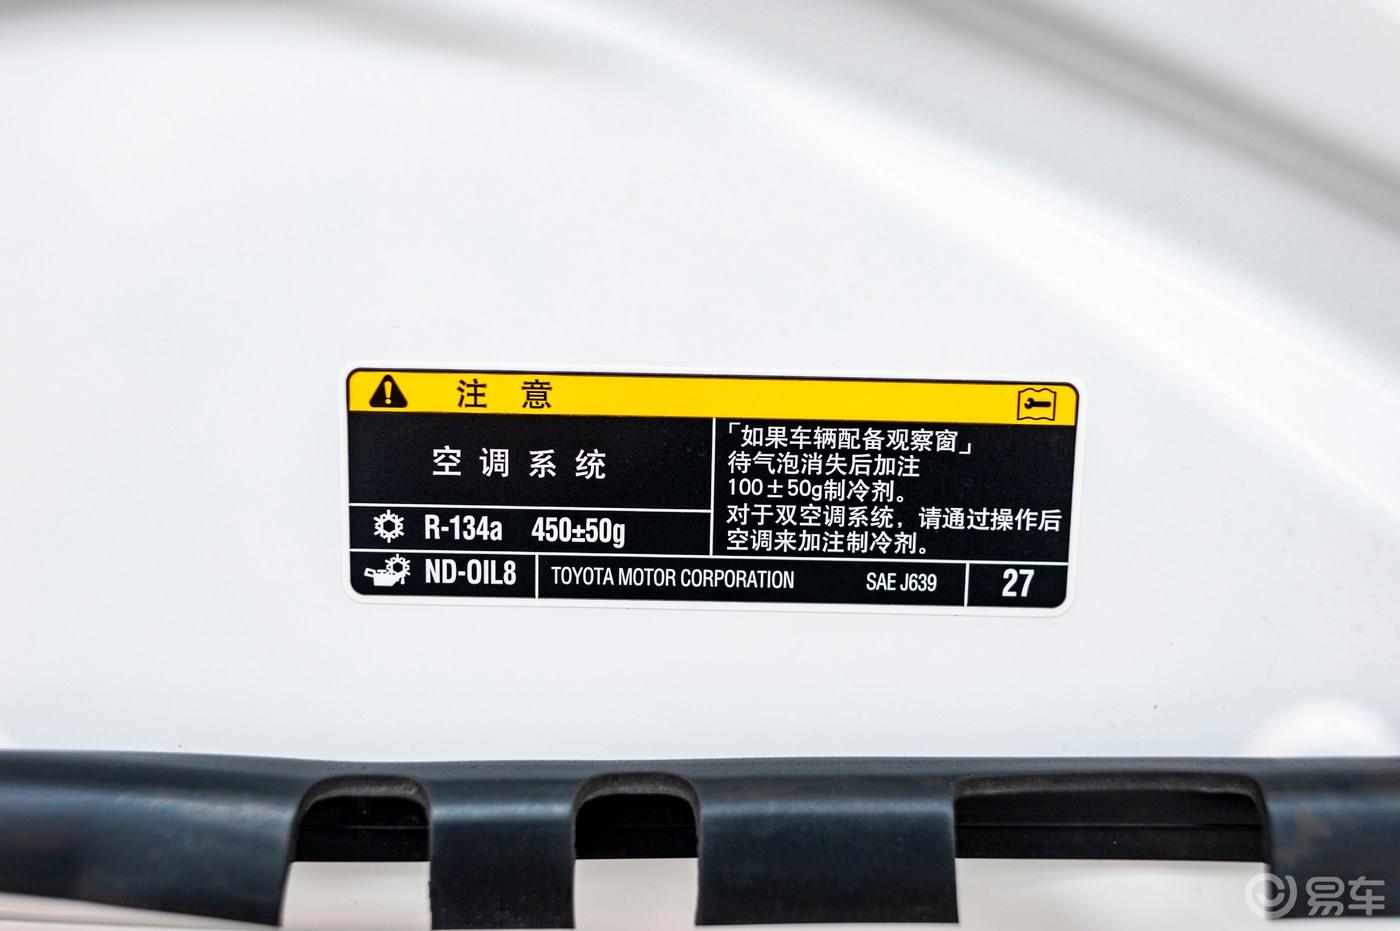 注意
空调系统
R-134a 450±50g
「如果车辆配备观察窗」
待气泡消失后加注
100±50g制冷剂。
对于双空调系统，请通过操作后
空调来加注制冷剂。
ND-OIL8
TOYOTA MOTOR CORPORATION SAE J639
27
易车